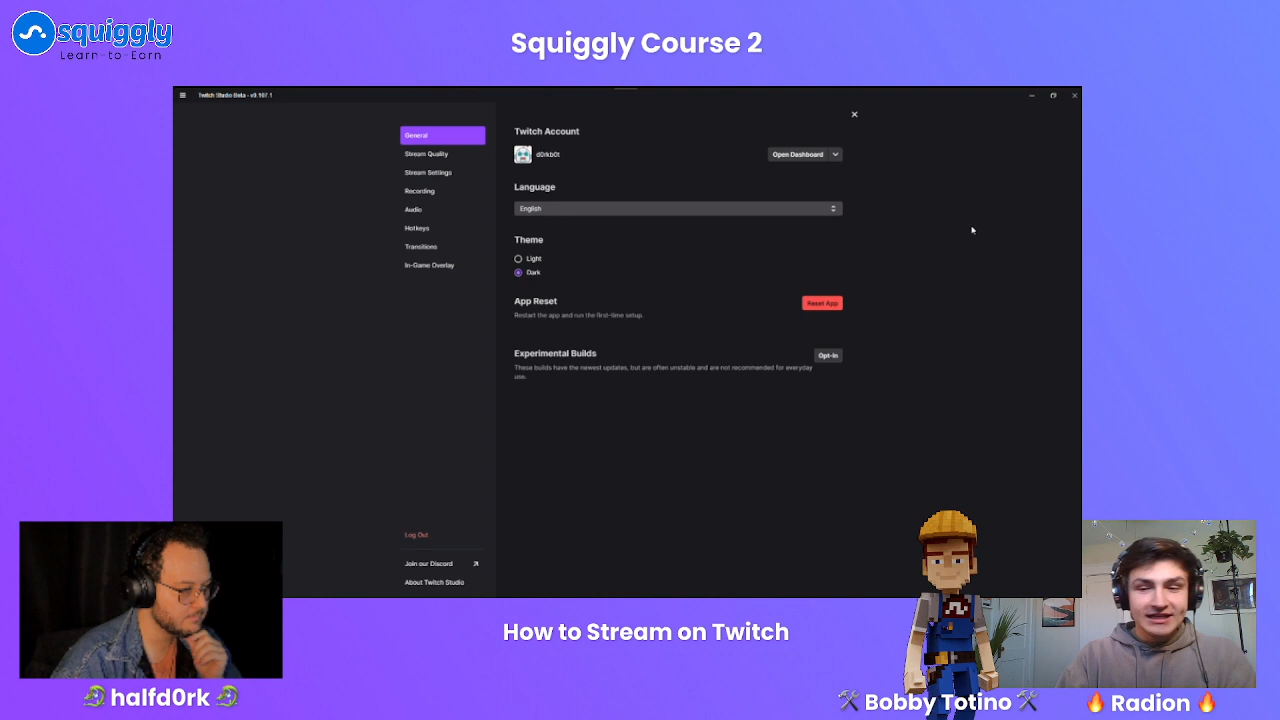 squiggly
Learn-to-Earn
Squiggly Course 2
Twitch Studio Beta - v0.107.1
General
Stream Quality
Stream Settings
Recording
Audio
Hotkeys
Transitions
In-Game Overlay
Log Out
Join our Discord
About Twitch Studio
Twitch Account
d0rkb0t
Open Dashboard
Language
English
Theme
Light
Dark
App Reset
Reset App
Restart the app and run the first-time setup.
Experimental Builds
Opt-In
These builds have the newest updates, but are often unstable and are not recommended for everyday
use.
How to Stream on Twitch
🐉 halfd0rk 🐉
⚒️ Bobby Totino ⚒️
🔥 Radion 🔥